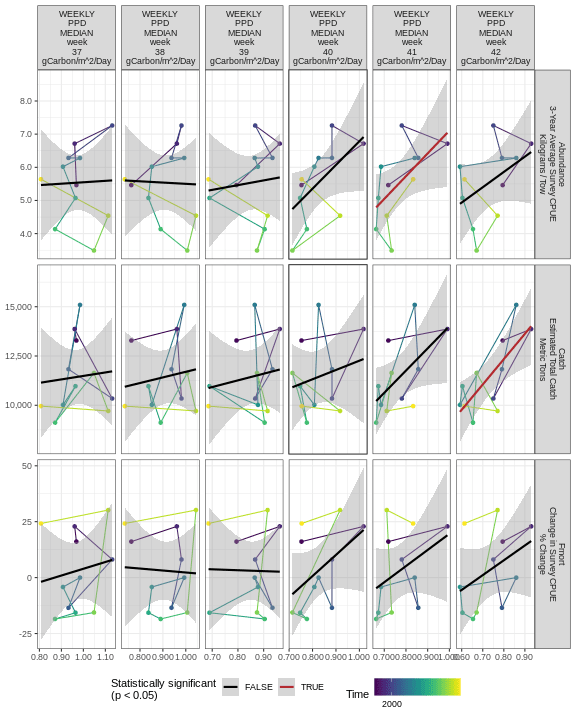 WEEKLY WEEKLY WEEKLY WEEKLY WEEKLY WEEKLY
PPD PPD PPD PPD PPD PPD
MEDIAN MEDIAN MEDIAN MEDIAN MEDIAN MEDIAN
week week week week week week
37 38 39 40 41 42
gCarbon/m^2/Day gCarbon/m^2/Day gCarbon/m^2/Day gCarbon/m^2/Day gCarbon/m^2/Day gCarbon/m^2/Day
8.0
7.0
6.0
5.0
4.0
Abundance
3-Year Average Survey CPUE
Kilograms / Tow
15,000
12,500
10,000
Catch
Estimated Total Catch
Metric Tons
50
25
0
-25
Fmort
Change in Survey CPUE
% Change
0.80 0.90 1.00 1.10
0.800 0.900 1.000
0.70 0.80 0.90
0.700 0.800 0.900 1.000
0.700 0.800 0.900 1.000
0.60 0.70 0.80 0.90
Statistically significant
(p < 0.05)
FALSE
TRUE
Time
2000